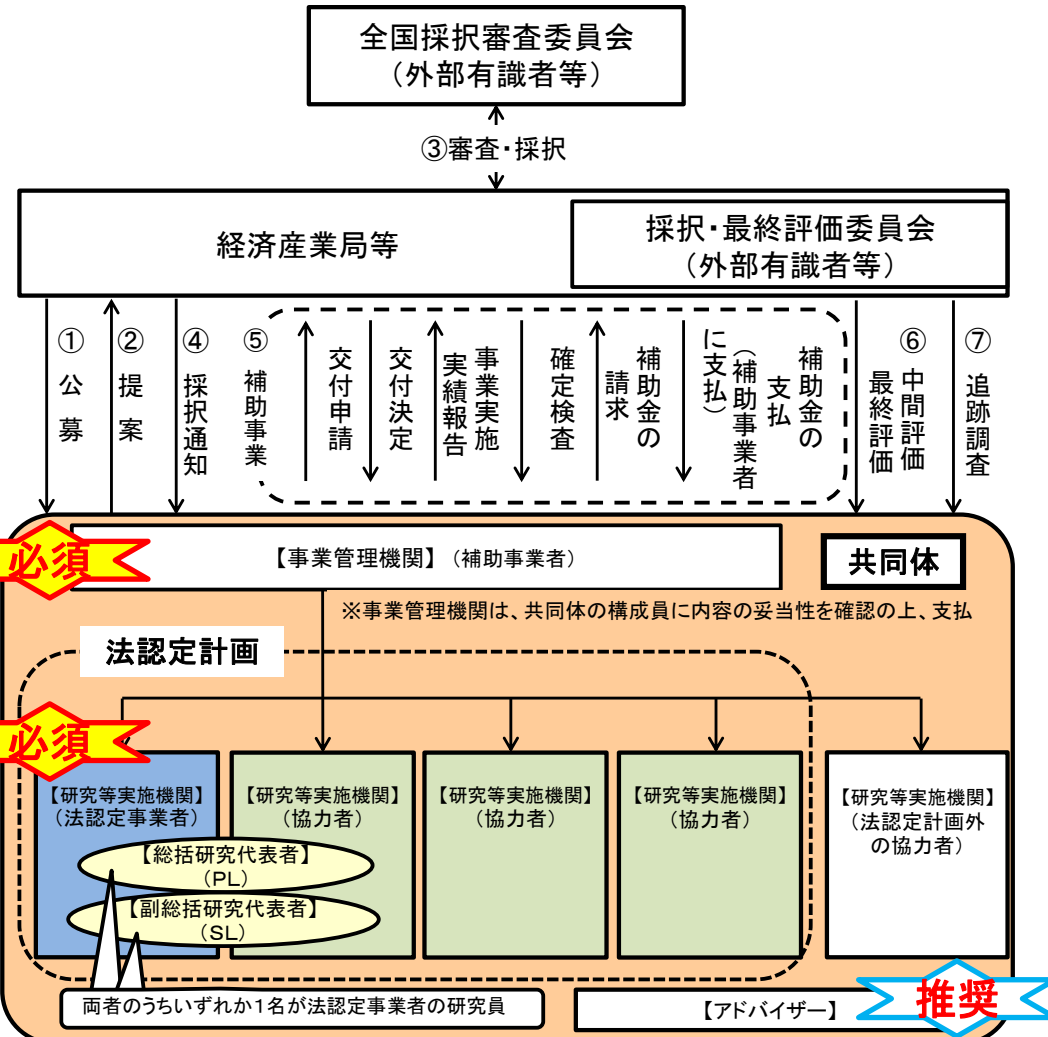 全国採択審査委員会
（外部有識者等）
③審査・採択
経済産業局等
採択・最終評価委員会
（外部有識者等）
①公募
②提案
④採択通知
⑤補助事業
交付申請
交付決定
事業実施
実績報告
確定検査
補助金の
請求
補助金の
支払
（補助事業者
に支払）
⑥中間評価
最終評価
⑦追跡調査
必須
【事業管理機関】（補助事業者）
共同体
※事業管理機関は、共同体の構成員に内容の妥当性を確認の上、支払
法認定計画
必須
【研究等実施機関】
（法認定事業者）
【研究等実施機関】
（協力者）
【研究等実施機関】
（協力者）
【研究等実施機関】
（協力者）
【研究等実施機関】
（法認定計画外
の協力者）
【総括研究代表者】
（PL）
【副総括研究代表者】
（SL）
両者のうちいずれか１名が法認定事業者の研究員
【アドバイザー】
推奨